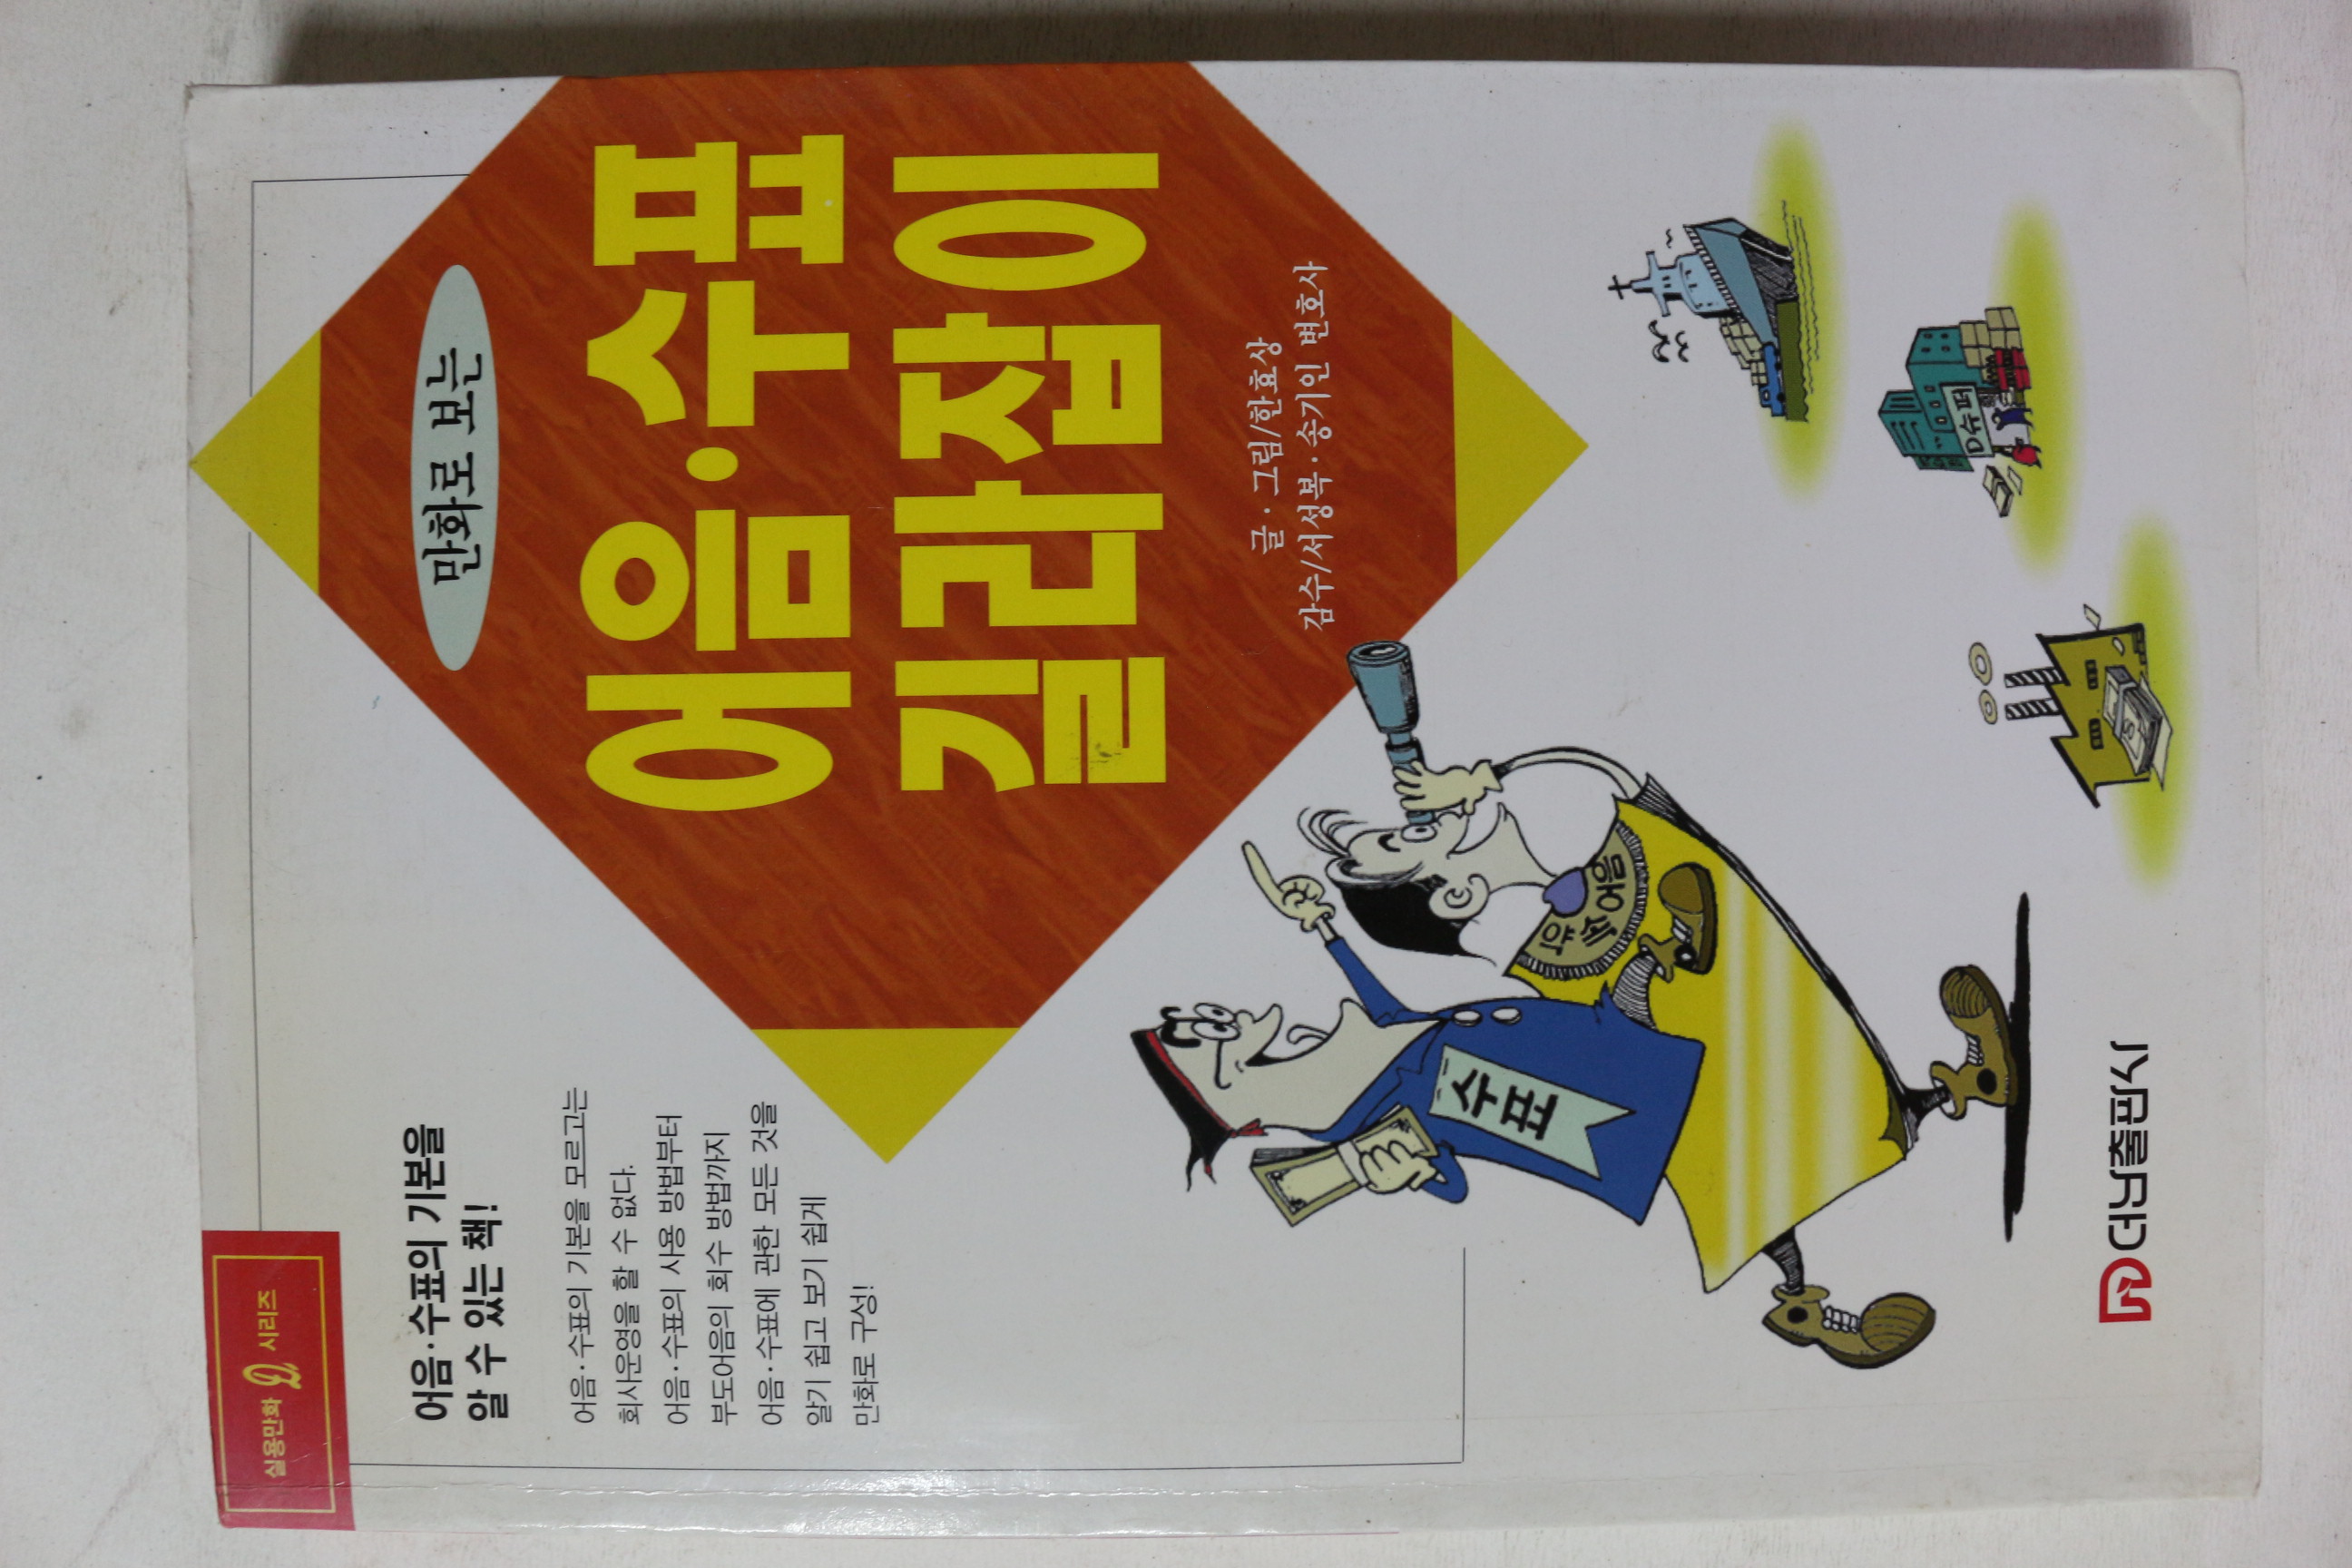 실용만화 2 시리즈
어음·수표의 기본을
알 수 있는 책!
어음·수표의 기본을 모르고는
회사운영을 할 수 없다.
어음·수표의 사용 방법부터
부도어음의 회수 방법까지
어음·수표에 관한 모든 것을
알기 쉽고 보기 쉽게
만화로 구성!
만화로 보는
어음·수표
길라잡이
글·그림/한효상
감수/서성복·송기인 변호사
약속어음
수표
D슈퍼
더난출판사